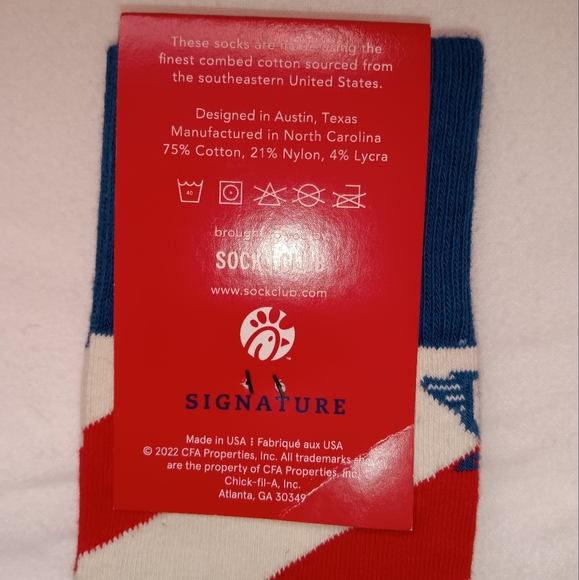 These socks are made using the
finest combed cotton sourced from
the southeastern United States.
Designed in Austin, Texas
Manufactured in North Carolina
75% Cotton, 21% Nylon, 4% Lycra
40
brought to you
SOCK CLUB
www.sockclub.com
SIGNATURE
Made in USA ⁞ Fabriqué aux USA
© 2022 CFA Properties, Inc. All trademarks
are the property of CFA Properties, Inc.
Chick-fil-A, Inc.
Atlanta, GA 30349